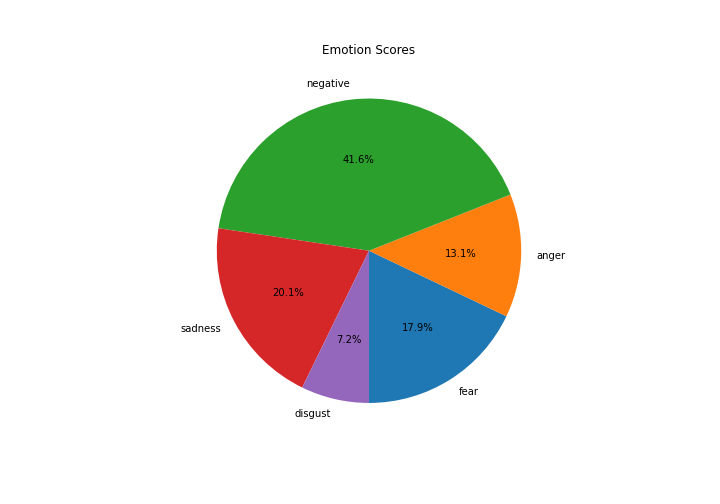 Emotion Scores
negative
41.6%
13.1%
anger
20.1%
17.9%
sadness
7.2%
fear
disgust